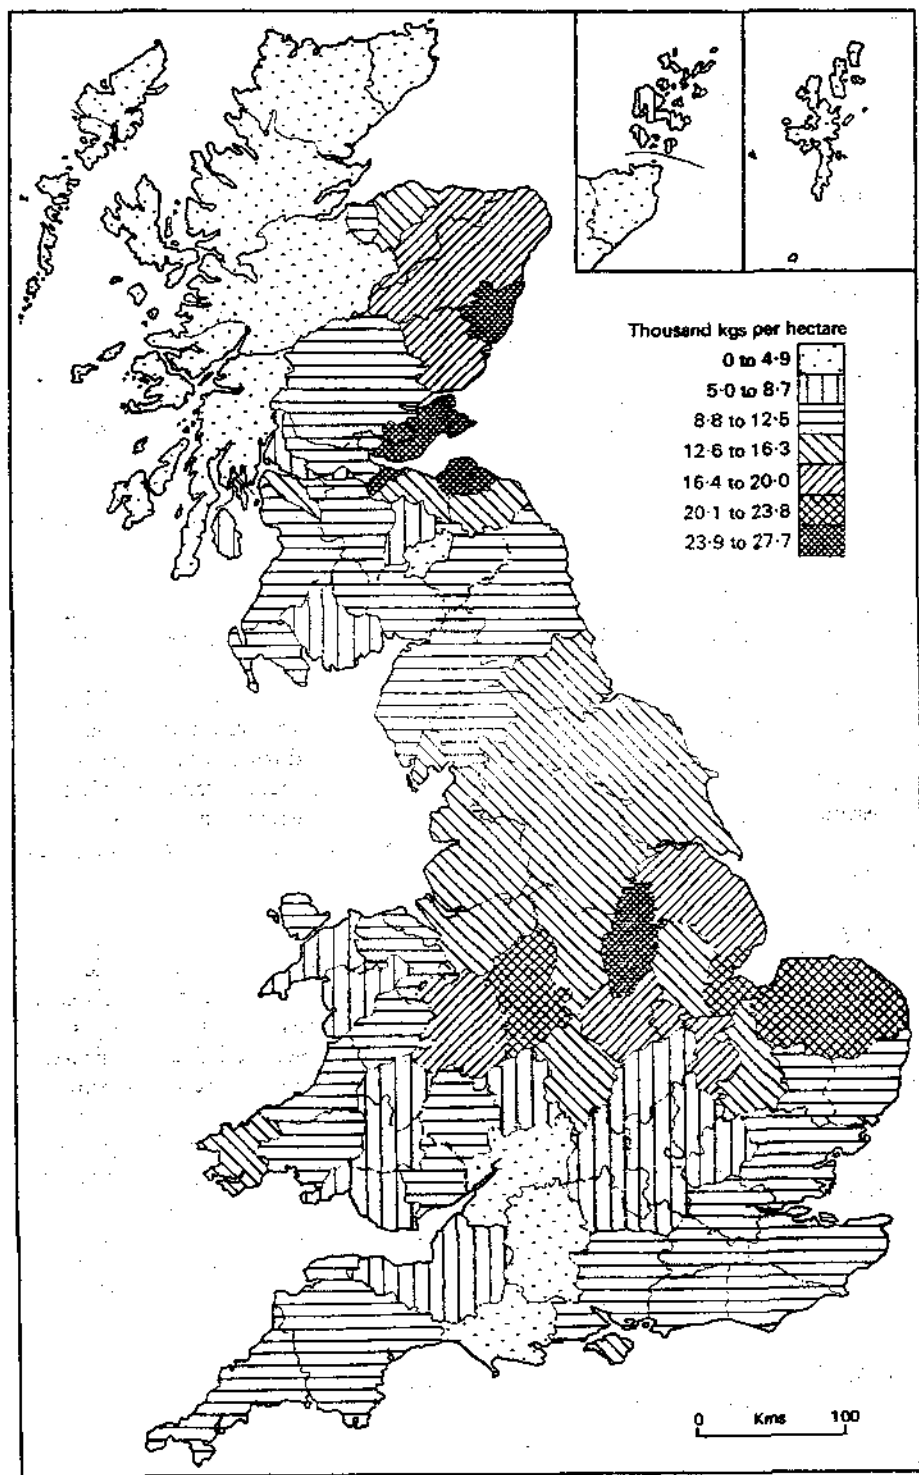 Thousand kgs per hectare
0 to 4·9
5·0 to 8·7
8·8 to 12·5
12·6 to 16·3
16·4 to 20·0
20·1 to 23·8
23·9 to 27·7
0 Kms 100